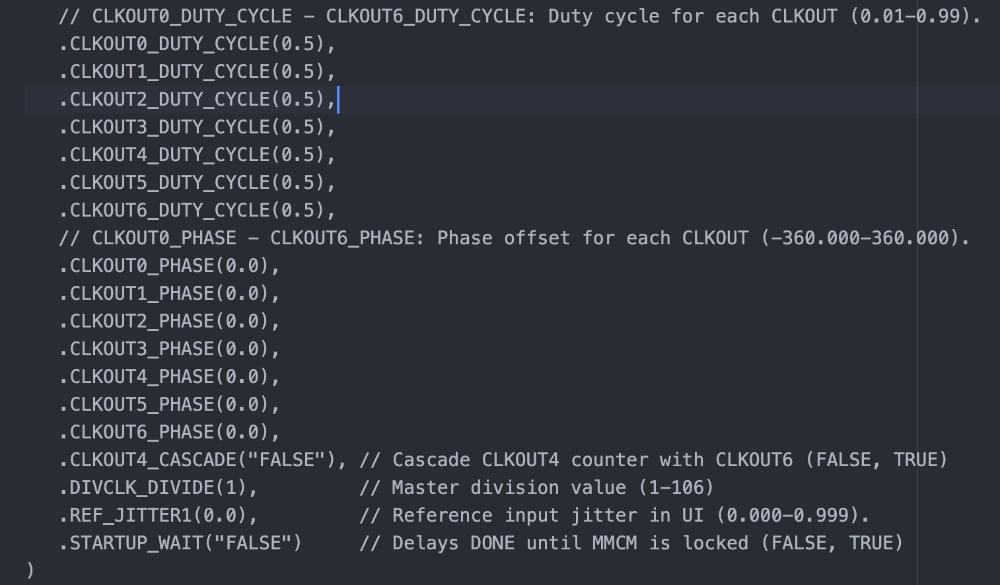 // CLKOUT0_DUTY_CYCLE - CLKOUT6_DUTY_CYCLE: Duty cycle for each CLKOUT (0.01-0.99).
.CLKOUT0_DUTY_CYCLE(0.5),
.CLKOUT1_DUTY_CYCLE(0.5),
.CLKOUT2_DUTY_CYCLE(0.5),
.CLKOUT3_DUTY_CYCLE(0.5),
.CLKOUT4_DUTY_CYCLE(0.5),
.CLKOUT5_DUTY_CYCLE(0.5),
.CLKOUT6_DUTY_CYCLE(0.5),
// CLKOUT0_PHASE - CLKOUT6_PHASE: Phase offset for each CLKOUT (-360.000-360.000).
.CLKOUT0_PHASE(0.0),
.CLKOUT1_PHASE(0.0),
.CLKOUT2_PHASE(0.0),
.CLKOUT3_PHASE(0.0),
.CLKOUT4_PHASE(0.0),
.CLKOUT5_PHASE(0.0),
.CLKOUT6_PHASE(0.0),
.CLKOUT4_CASCADE("FALSE"), // Cascade CLKOUT4 counter with CLKOUT6 (FALSE, TRUE)
.DIVCLK_DIVIDE(1),         // Master division value (1-106)
.REF_JITTER1(0.0),         // Reference input jitter in UI (0.000-0.999).
.STARTUP_WAIT("FALSE")     // Delays DONE until MMCM is locked (FALSE, TRUE)
)